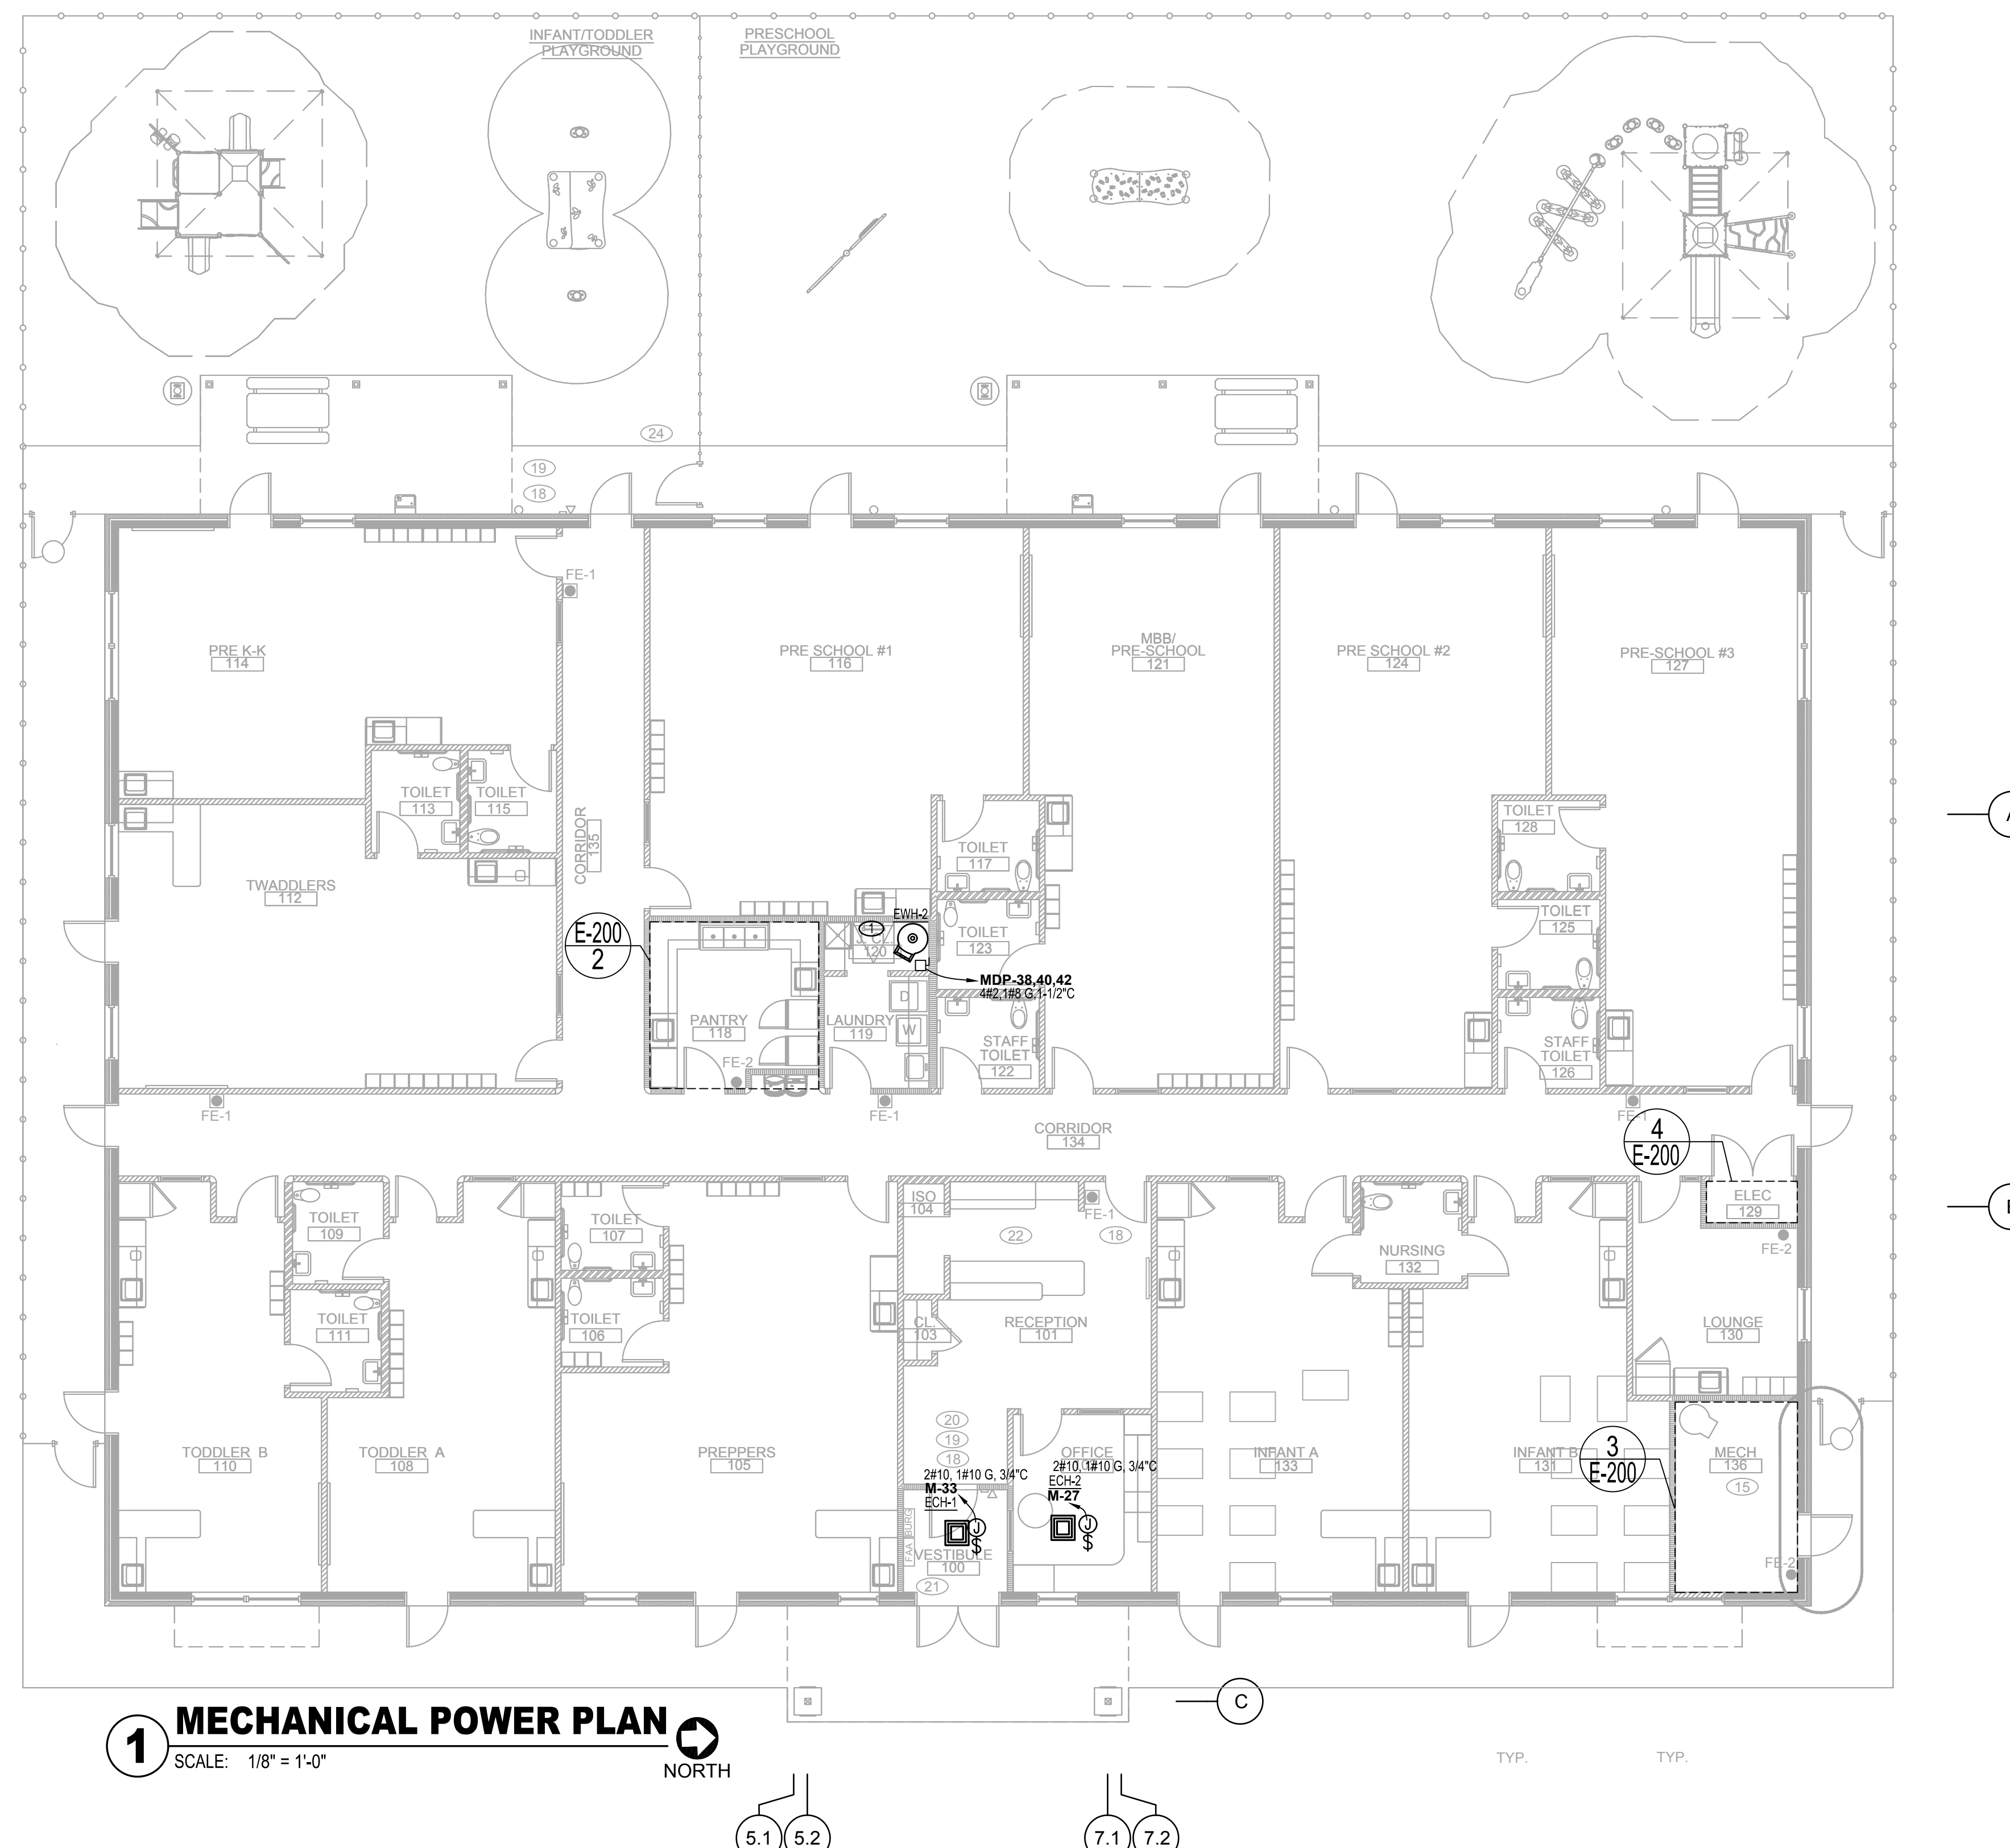 INFANT/TODDLER
PLAYGROUND
PRESCHOOL
PLAYGROUND
24
19
18
FE-1
PRE K-K
114
PRE SCHOOL #1
116
MBB/
PRE-SCHOOL
121
PRE SCHOOL #2
124
PRE-SCHOOL #3
127
TOILET
113
TOILET
115
CORRIDOR
135
TOILET
128
A
TOILET
117
TWADDLERS
112
E-200
2
1
EWH-2
J. CL.
120
TOILET
123
TOILET
125
MDP-38,40,42
4#2,1#8 G,1-1/2"C
D
PANTRY
118
LAUNDRY
119
W
STAFF
TOILET
122
STAFF
TOILET
126
FE-2
FE-1
FE-1
FE-1
CORRIDOR
134
4
E-200
ISO
104
FE-1
ELEC
129
TOILET
109
TOILET
107
22
18
FE-2
NURSING
132
TOILET
111
TOILET
106
CL.
103
RECEPTION
101
LOUNGE
130
20
19
18
TODDLER B
110
TODDLER A
108
PREPPERS
105
OFFICE
INFANT A
133
INFANT B
131
3
E-200
MECH
136
15
2#10, 1#10 G, 3/4"C
M-33
ECH-1
2#10, 1#10 G, 3/4"C
ECH-2
M-27
J
$
J
$
FAA
BURG
VESTIBULE
100
21
FE-2
C
1
MECHANICAL POWER PLAN
SCALE: 1/8" = 1'-0"
NORTH
TYP.
TYP.
5.1
5.2
7.1
7.2